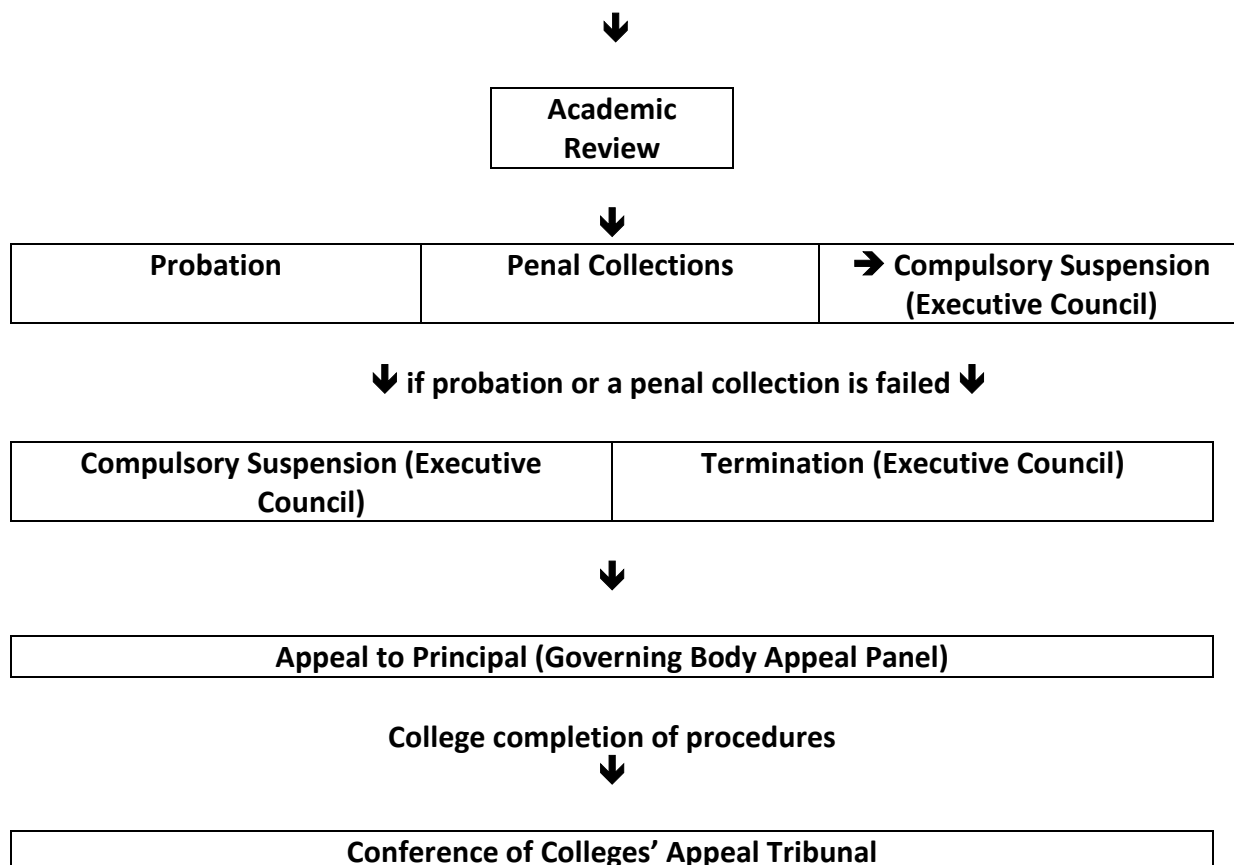 🡻
Academic
Review
🡻
Probation Penal Collections 🡺 Compulsory Suspension
(Executive Council)
🡻 if probation or a penal collection is failed 🡻
Compulsory Suspension (Executive Termination (Executive Council)
Council)
🡻
Appeal to Principal (Governing Body Appeal Panel)
College completion of procedures
🡻
Conference of Colleges’ Appeal Tribunal